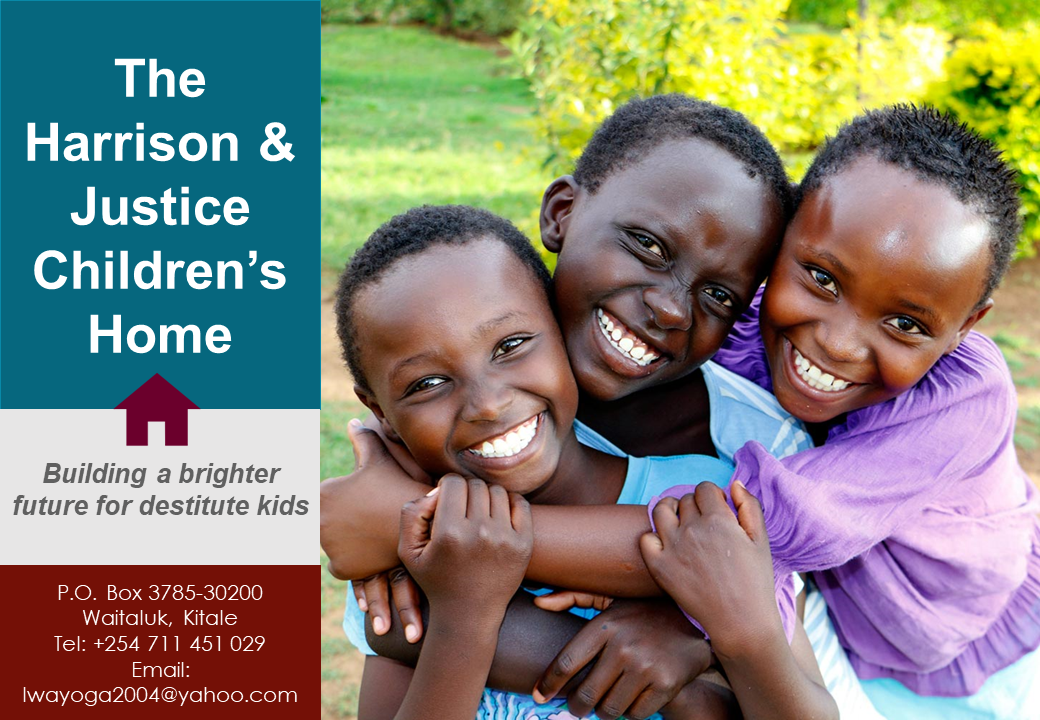 The
Harrison &
Justice
Children’s
Home
Building a brighter
future for destitute kids
P.O. Box 3785-30200
Waitaluk, Kitale
Tel: +254 711 451 029
Email:
lwayoga2004@yahoo.com